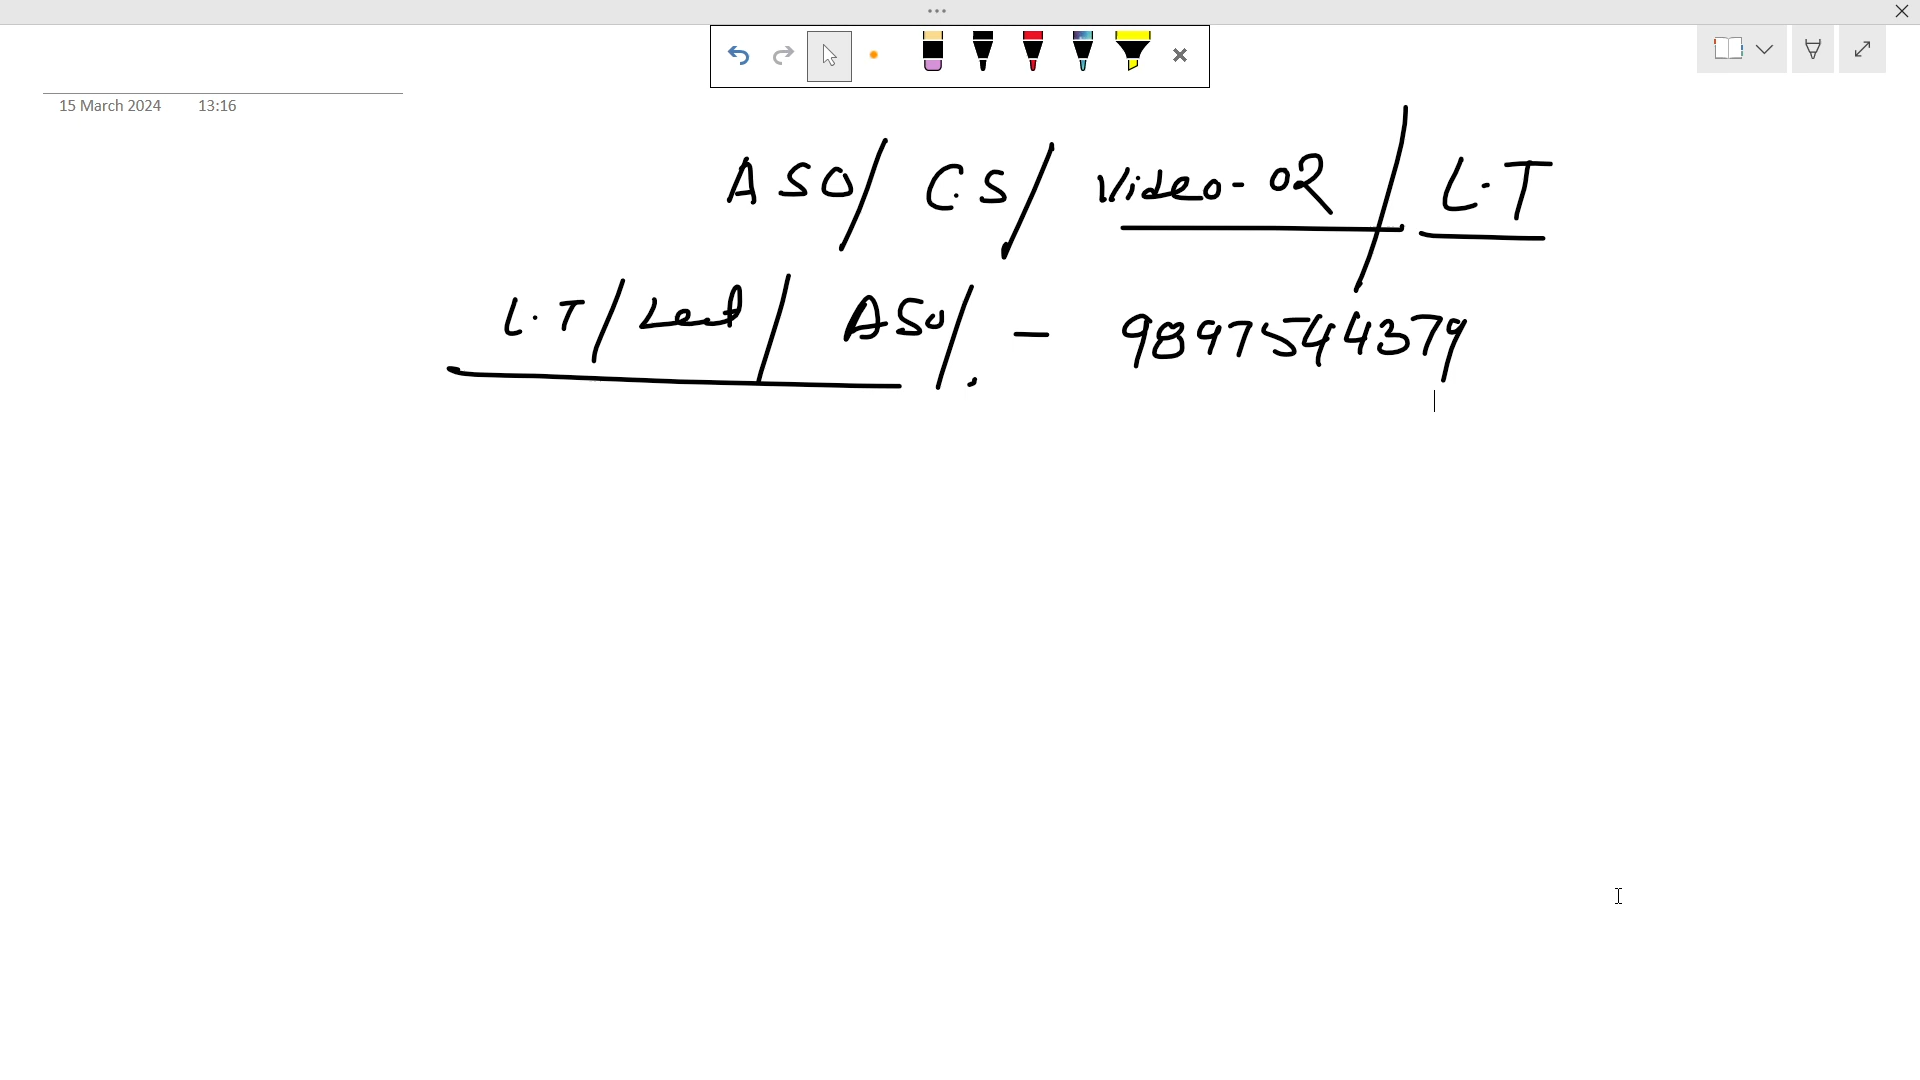 15 March 2024 13:16
ASO/ C.S/ Video-02/ L.T
L.T/ Lect/ ASO/. - 9897544379